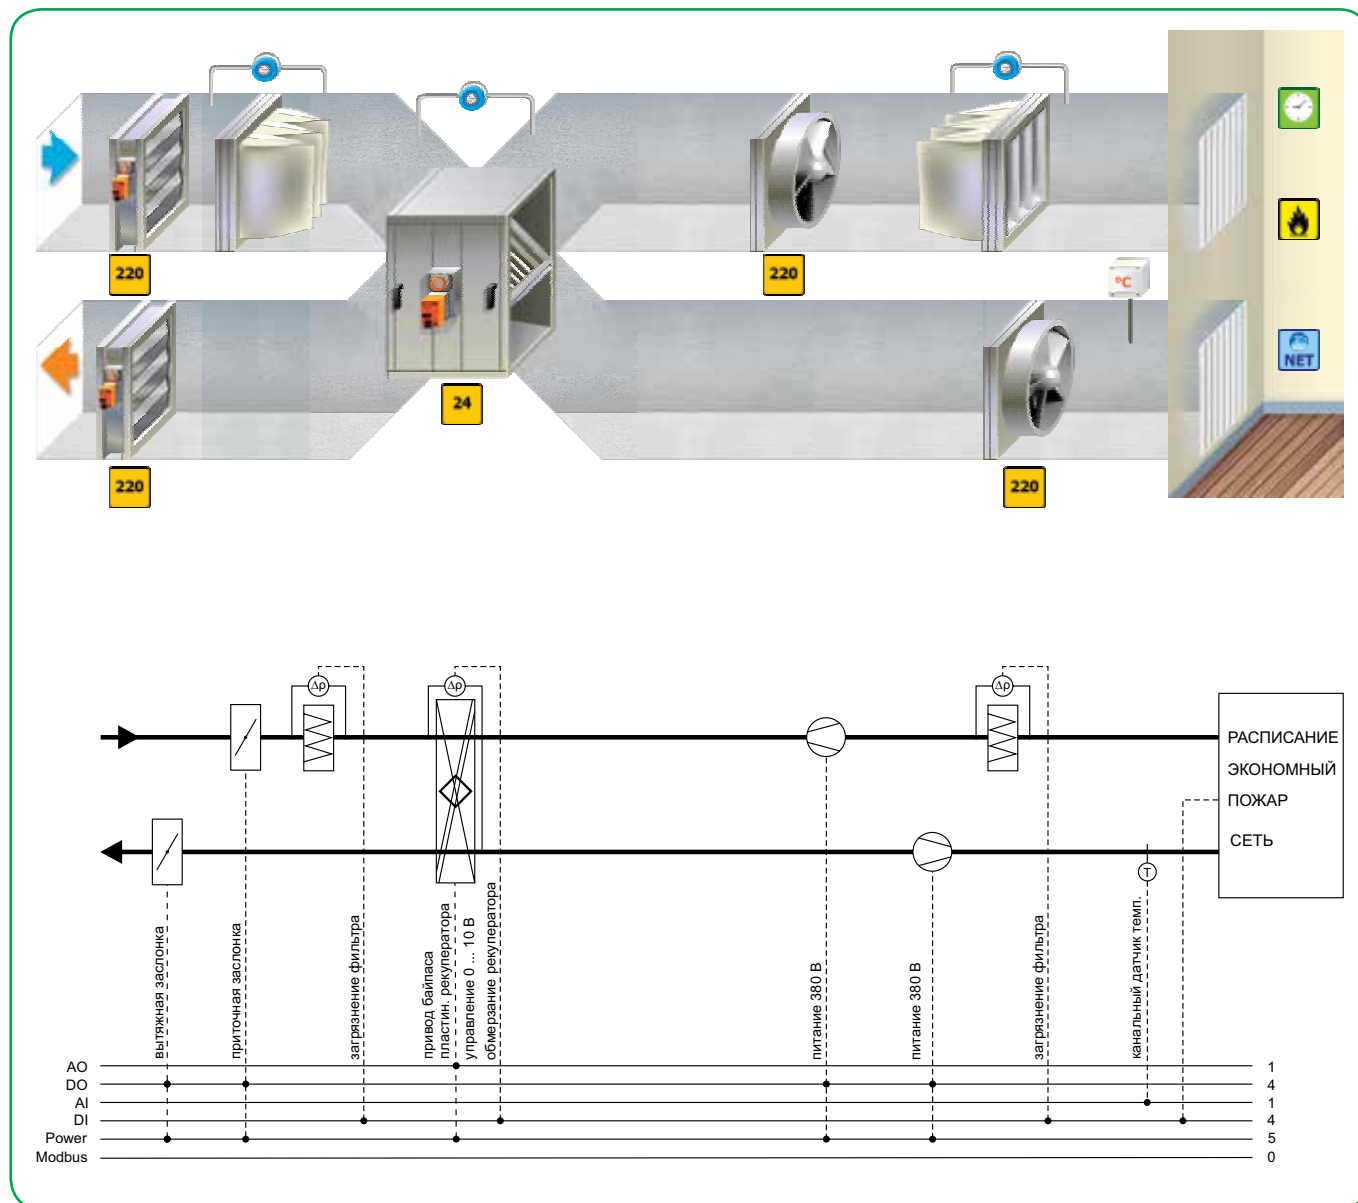 220
220
°C
NET
24
220
220
Δp
Δp
Δp
РАСПИСАНИЕ
ЭКОНОМНЫЙ
ПОЖАР
СЕТЬ
T
вытяжная заслонка
приточная заслонка
загрязнение фильтра
привод байпаса
пластин. рекуператора
управление 0 ... 10 В
обмерзание рекуператора
питание 380 В
питание 380 В
загрязнение фильтра
канальный датчик темп.
AO 1
DO 4
AI 1
DI 4
Power 5
Modbus 0